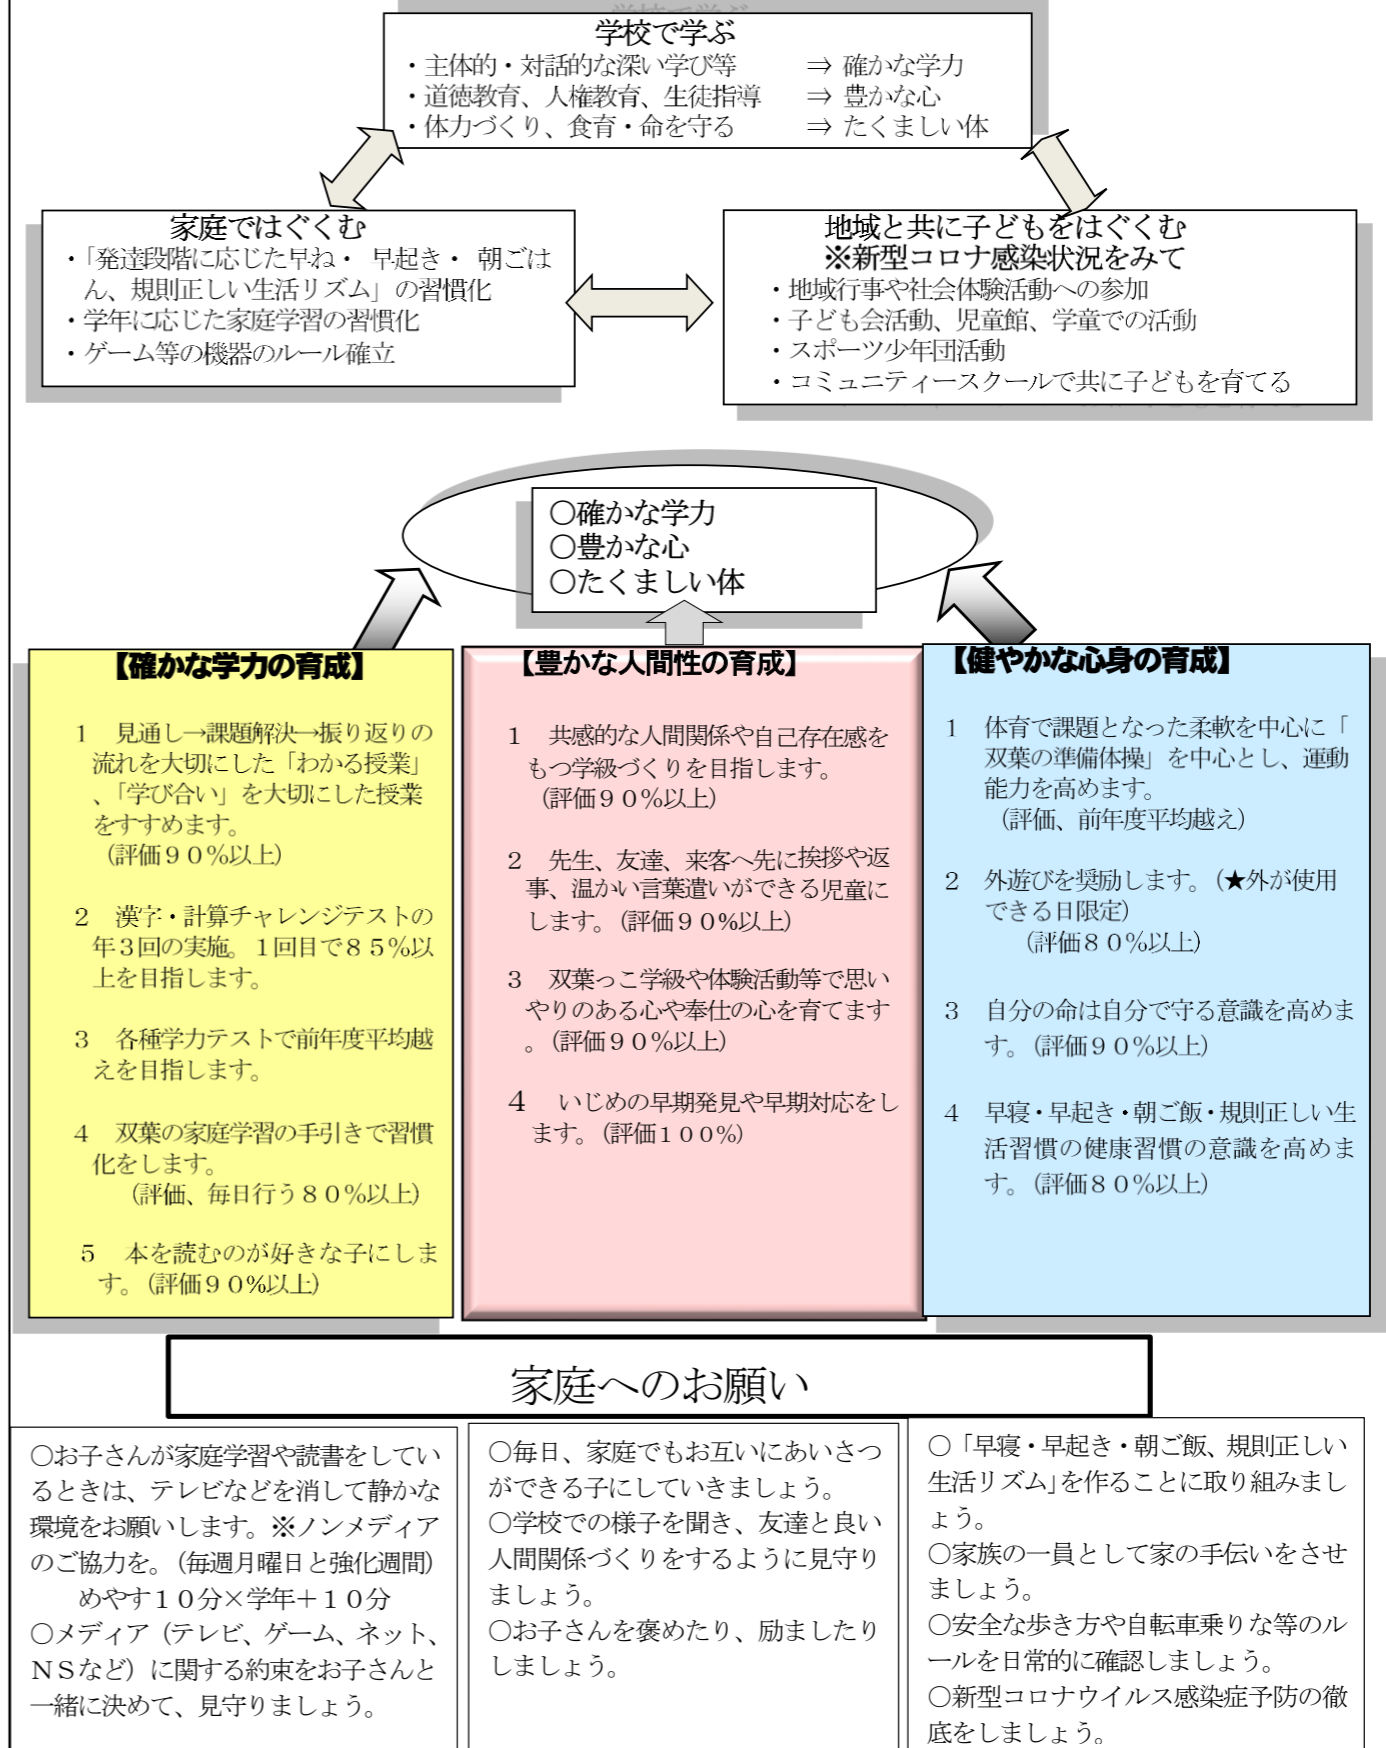 学校で学ぶ
・主体的・対話的な深い学び等　⇒ 確かな学力
・道徳教育、人権教育、生徒指導　⇒ 豊かな心
・体力づくり、食育・命を守る　⇒ たくましい体
家庭ではぐくむ
・「発達段階に応じた早ね・ 早起き・ 朝ごは
ん、規則正しい生活リズム」の習慣化
・学年に応じた家庭学習の習慣化
・ゲーム等の機器のルール確立
地域と共に子どもをはぐくむ
※新型コロナ感染状況をみて
・地域行事や社会体験活動への参加
・子ども会活動、児童館、学童での活動
・スポーツ少年団活動
・コミュニティースクールで共に子どもを育てる
○確かな学力
○豊かな心
○たくましい体
【確かな学力の育成】
１　見通し→課題解決→振り返りの
流れを大切にした「わかる授業」
、「学び合い」を大切にした授業
をすすめます。
（評価９０％以上）
２　漢字・計算チャレンジテストの
年３回の実施。１回目で８５％以
上を目指します。
３　各種学力テストで前年度平均越
えを目指します。
４　双葉の家庭学習の手引きで習慣
化をします。
（評価、毎日行う８０％以上）
５　本を読むのが好きな子にしま
す。（評価９０％以上）
【豊かな人間性の育成】
１　共感的な人間関係や自己存在感を
もつ学級づくりを目指します。
（評価９０％以上）
２　先生、友達、来客へ先に挨拶や返
事、温かい言葉遣いができる児童に
します。（評価９０％以上）
３　双葉っこ学級や体験活動等で思い
やりのある心や奉仕の心を育てます
。（評価９０％以上）
４　いじめの早期発見や早期対応をし
ます。（評価１００％）
【健やかな心身の育成】
１　体育で課題となった柔軟を中心に「
双葉の準備体操」を中心とし、運動
能力を高めます。
（評価、前年度平均越え）
２　外遊びを奨励します。（★外が使用
できる日限定）
（評価８０％以上）
３　自分の命は自分で守る意識を高めま
す。（評価９０％以上）
４　早寝・早起き・朝ご飯・規則正しい生
活習慣の健康習慣の意識を高めま
す。（評価８０％以上）
家庭へのお願い
○お子さんが家庭学習や読書をしてい
るときは、テレビなどを消して静かな
環境をお願いします。※ノンメディア
のご協力を。（毎週月曜日と強化週間）
めやす１０分×学年＋１０分
○メディア（テレビ、ゲーム、ネット、
ＮＳなど）に関する約束をお子さんと
一緒に決めて、見守りましょう。
○毎日、家庭でもお互いにあいさつ
ができる子にしていきましょう。
○学校での様子を聞き、友達と良い
人間関係づくりをするように見守り
ましょう。
○お子さんを褒めたり、励ましたり
しましょう。
○「早寝・早起き・朝ご飯、規則正しい
生活リズム」を作ることに取り組みまし
ょう。
○家族の一員として家の手伝いをさせ
ましょう。
○安全な歩き方や自転車乗りな等のル
ールを日常的に確認しましょう。
○新型コロナウイルス感染症予防の徹
底をしましょう。